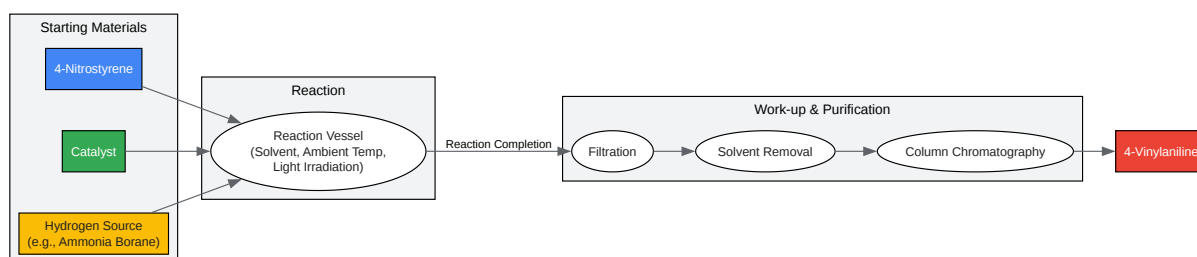 Starting Materials
4-Nitrostyrene
Catalyst
Hydrogen Source
(e.g., Ammonia Borane)
Reaction
Reaction Vessel
(Solvent, Ambient Temp,
Light Irradiation)
Reaction Completion
Work-up & Purification
Filtration
Solvent Removal
Column Chromatography
4-Vinylaniline